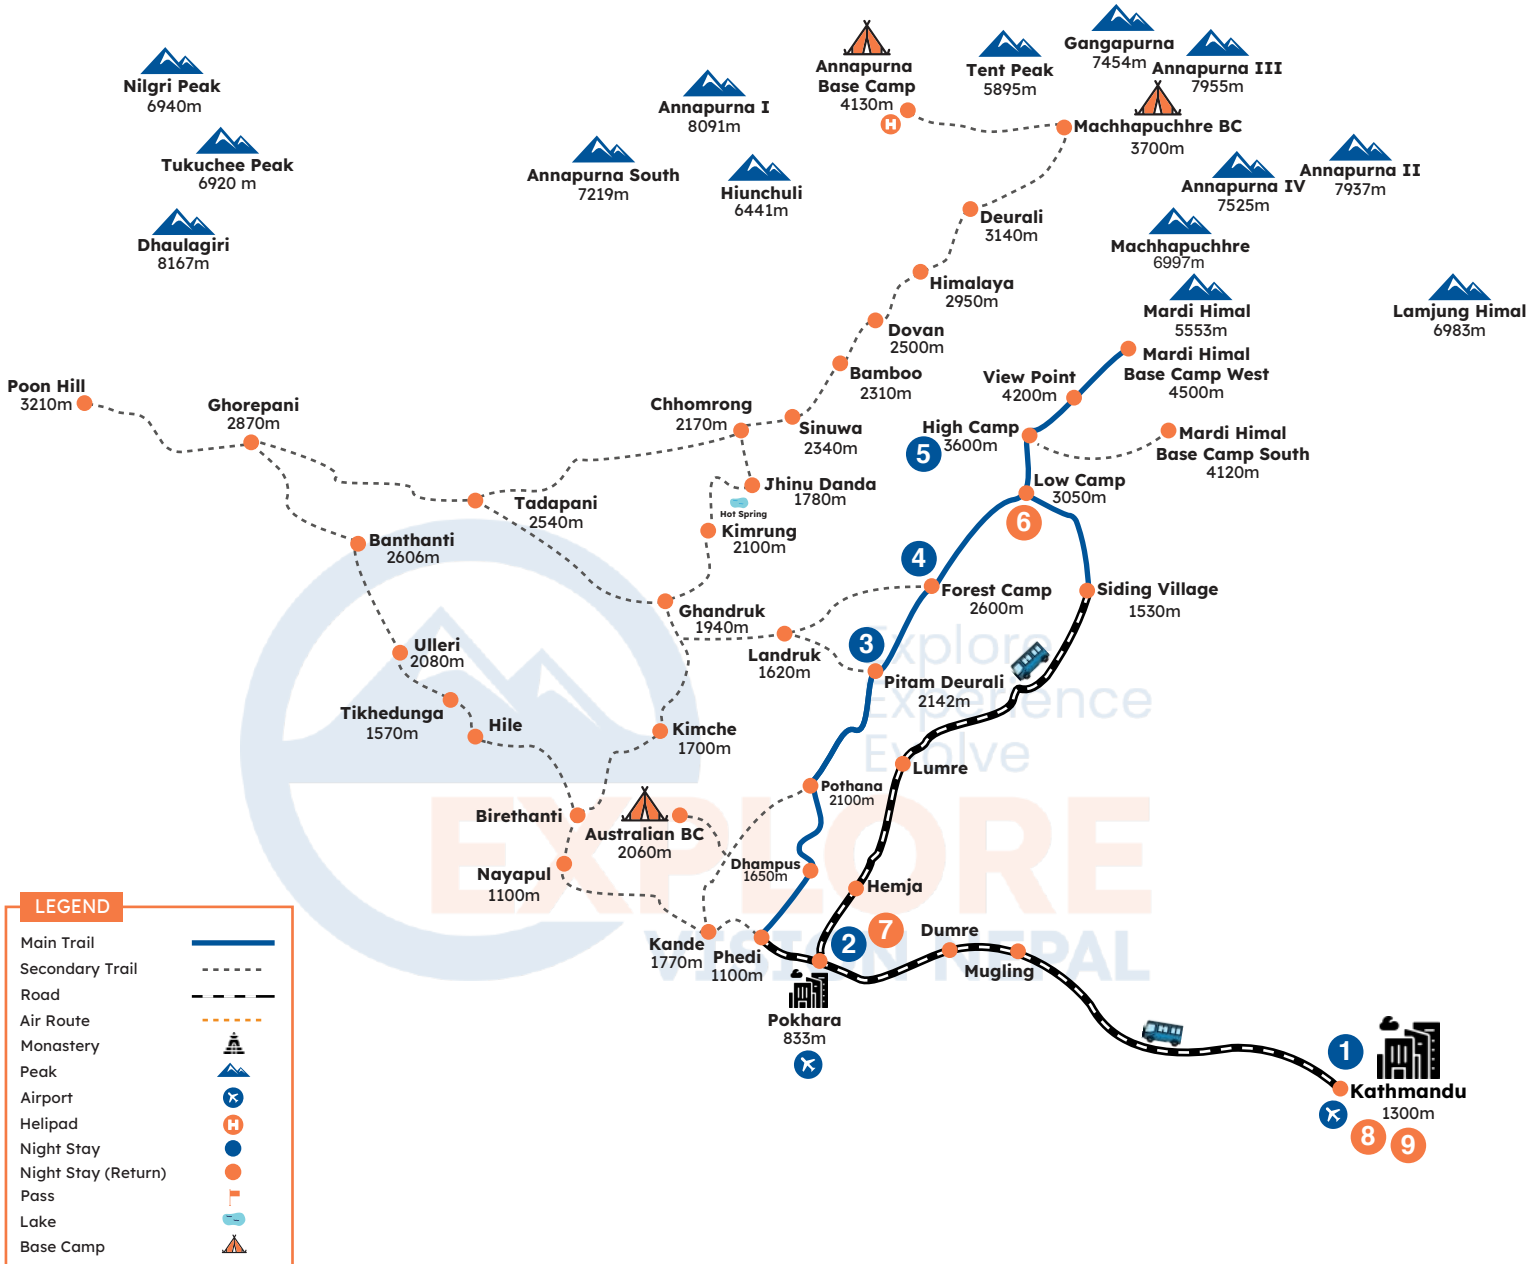 Nilgri Peak
6940m
Tukuchee Peak
6920 m
Dhaulagiri
8167m
Annapurna I
8091m
Annapurna South
7219m
Hiunchuli
6441m
Annapurna
Base Camp
4130m
H
Tent Peak
5895m
Gangapurna
7454m
Annapurna III
7955m
Machhapuchhre BC
3700m
Annapurna IV
7525m
Annapurna II
7937m
Machhapuchhre
6997m
Mardi Himal
5553m
Lamjung Himal
6983m
Deurali
3140m
Himalaya
2950m
Dovan
2500m
Bamboo
2310m
Sinuwa
2340m
Chhomrong
2170m
Jhinu Danda
1780m
Hot Spring
Kimrung
2100m
Poon Hill
3210m
Ghorepani
2870m
Tadapani
2540m
Banthanti
2606m
Ulleri
2080m
Tikhedunga
1570m
Hile
Ghandruk
1940m
Landruk
1620m
Kimche
1700m
Birethanti
Nayapul
1100m
Australian BC
2060m
Kande
1770m
Phedi
1100m
Dhampus
1650m
Pothana
2100m
3
Pitam Deurali
2142m
4
Forest Camp
2600m
Mardi Himal
Base Camp West
4500m
View Point
4200m
High Camp
3600m
5
Mardi Himal
Base Camp South
4120m
Low Camp
3050m
6
Siding Village
1530m
Lumre
Hemja
2
7
Pokhara
833m
Dumre
Mugling
1
Kathmandu
1300m
8
9
Explore
Experience
Evolve
EXPLORE
VISION NEPAL
LEGEND
Main Trail
Secondary Trail
Road
Air Route
Monastery
Peak
Airport
Helipad
H
Night Stay
Night Stay (Return)
Pass
Lake
Base Camp